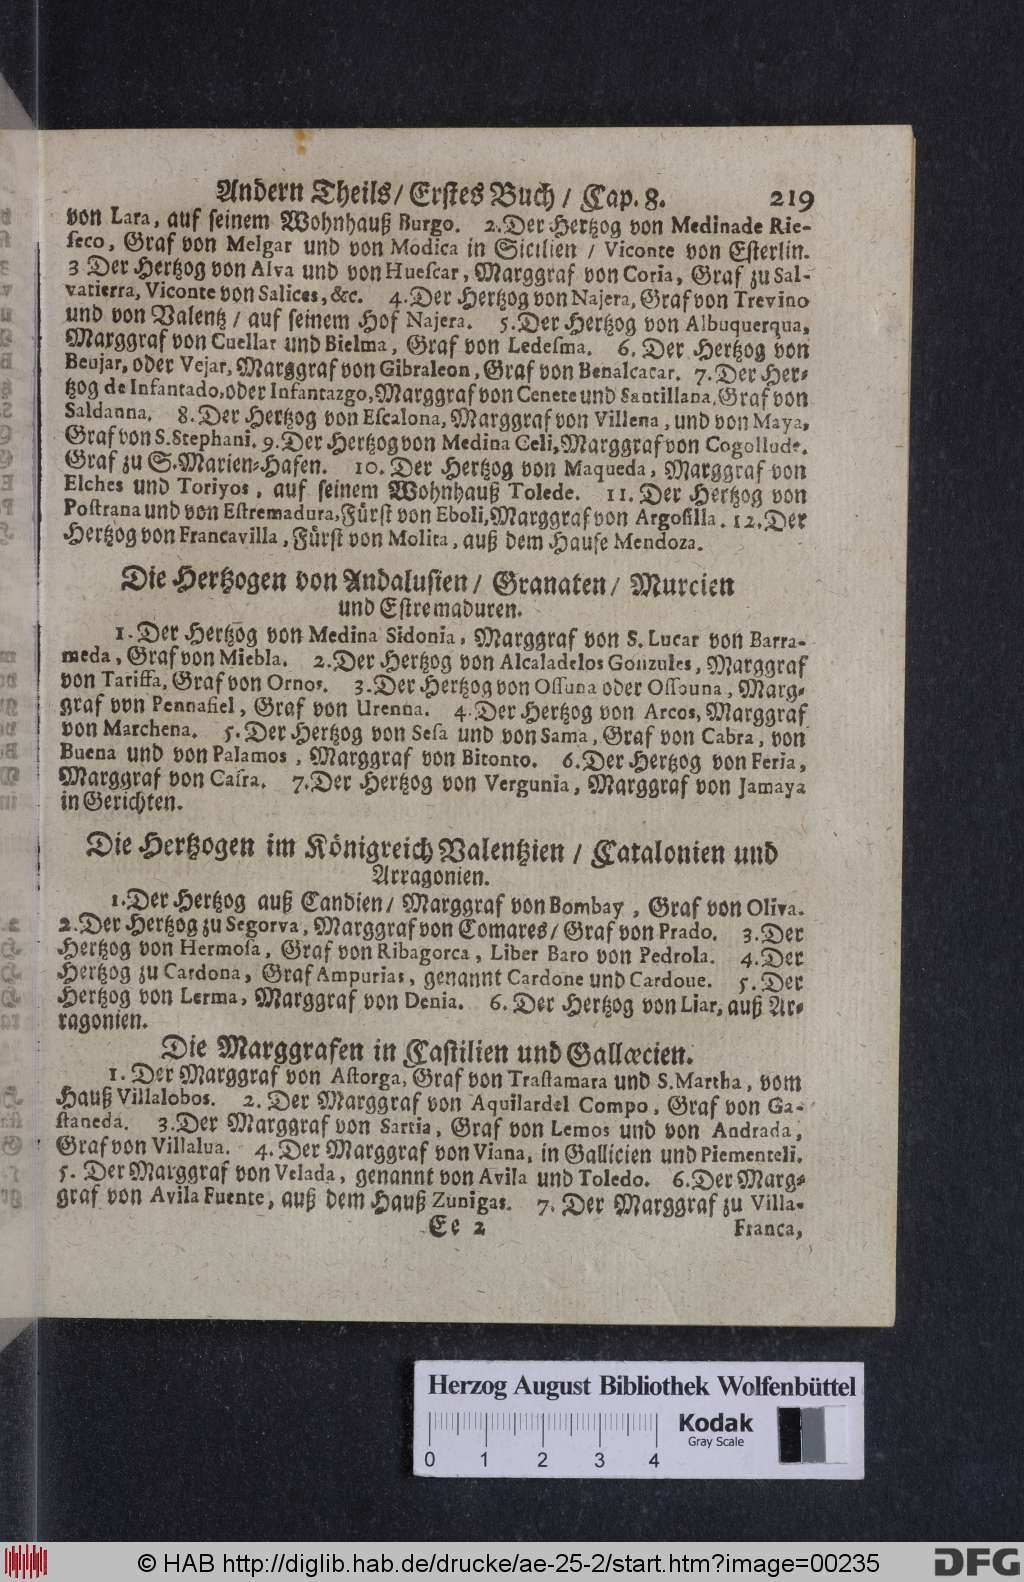 Andern Theils/ Erstes Buch / Cap. 8. 219
von Lara, auf seinem Wohnhauß Burgo. 2. Der Hertzog von Medinade Rie-
seco, Graf von Melgar und von Modica in Sicilien / Viconte von Esterlin.
3 Der Hertzog von Alva und von Huescar, Marggraf von Coria, Graf zu Sal-
vatierra, Viconte von Salices, &c. 4. Der Hertzog von Najera, Graf von Trevino
und von Valentz / auf seinem Hof Najera. 5. Der Hertzog von Albuquerqua,
Marggraf von Cuellar und Bielma, Graf von Ledesma. 6. Der Hertzog von
Beujar, oder Vejar, Marggraf von Gibraleon, Graf von Benalcacar. 7. Der Her-
tzog de Infantado, oder Infantazgo, Marggraf von Cenete und Santillana, Graf von
Saldanna. 8. Der Hertzog von Escalona, Marggraf von Villena, und von Maya,
Graf von S. Stephani. 9. Der Hertzog von Medina Celi, Marggraf von Cogollude.
Graf zu S. Marien-Hafen. 10. Der Hertzog von Maqueda, Marggraf von
Elches und Toriyos, auf seinem Wohnhauß Tolede. 11. Der Hertzog von
Postrana und von Estremadura, Fürst von Eboli, Marggraf von Argosilla. 12. Der
Hertzog von Francavilla, Fürst von Molita, auß dem Hause Mendoza.
Die Hertzogen von Andalusien / Granaten / Murcien
und Estremaduren.
1. Der Hertzog von Medina Sidonia, Marggraf von S. Lucar von Barra-
meda, Graf von Miebla. 2. Der Hertzog von Alcaladelos Gonzules, Marggraf
von Tariffa, Graf von Ornos. 3. Der Hertzog von Ossuna oder Ossouna, Marg-
graf von Pennafiel, Graf von Urenna. 4. Der Hertzog von Arcos, Marggraf
von Marchena. 5. Der Hertzog von Sesa und von Sama, Graf von Cabra, von
Buena und von Palamos, Marggraf von Bitonto. 6. Der Hertzog von Feria,
Marggraf von Casra. 7. Der Hertzog von Vergunia, Marggraf von Jamaya
in Gerichten.
Die Hertzogen im Königreich Valentzien / Catalonien und
Arragonien.
1. Der Hertzog auß Candien / Marggraf von Bombay, Graf von Oliva.
2. Der Hertzog zu Segorva, Marggraf von Comares / Graf von Prado. 3. Der
Hertzog von Hermosa, Graf von Ribagorca, Liber Baro von Pedrola. 4. Der
Hertzog zu Cardona, Graf Ampurias, genannt Cardone und Cardoue. 5. Der
Hertzog von Lerma, Marggraf von Denia. 6. Der Hertzog von Liar, auß Ar-
ragonien.
Die Marggrafen in Castilien und Gallœcien.
1. Der Marggraf von Astorga, Graf von Trastamara und S. Martha, vom
Hauß Villalobos. 2. Der Marggraf von Aquilardel Compo, Graf von Ga-
staneda. 3. Der Marggraf von Sartia, Graf von Lemos und von Andrada,
Graf von Villalua. 4. Der Marggraf von Viana, in Gallicien und Piementeli.
5. Der Marggraf von Velada, genannt von Avila und Toledo. 6. Der Marg-
graf von Avila Fuente, auß dem Hauß Zunigas. 7. Der Marggraf zu Villa-
Ee 2 Franca,
Herzog August Bibliothek Wolfenbüttel
Kodak
Gray Scale
0 1 2 3 4
© HAB http://diglib.hab.de/drucke/ae-25-2/start.htm?image=00235
DFG